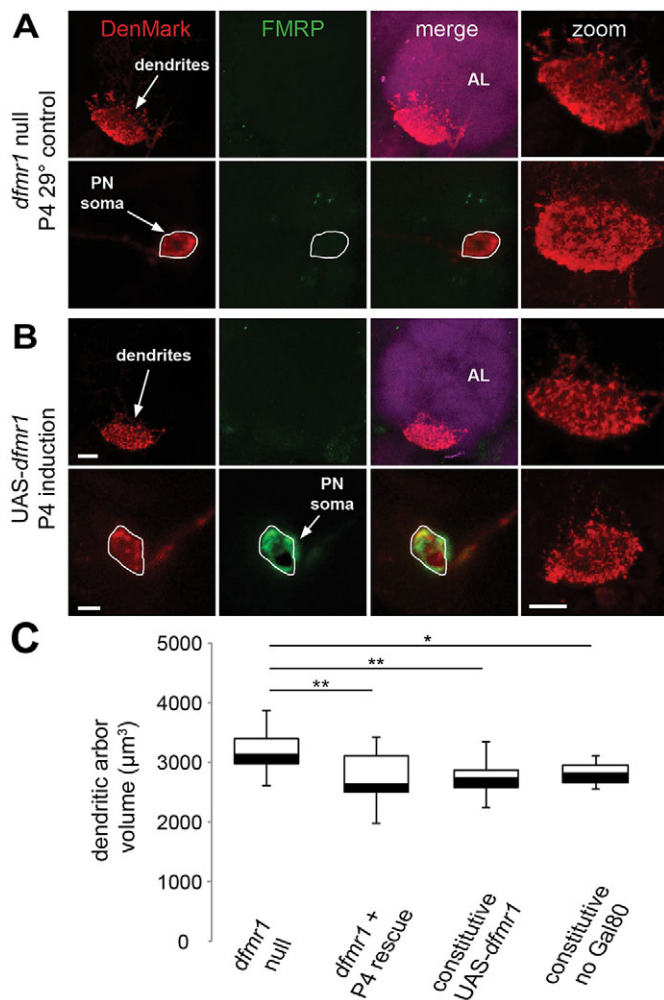 A
DenMark
FMRP
merge
zoom
dfmr1 null
P4 29° control
dendrites
AL
PN
soma
B
UAS-dfmr1
P4 induction
dendrites
AL
PN
soma
C
dendritic arbor
volume (µm³)
5000
4000
3000
2000
1000
0
*
**
**
dfmr1
null
dfmr1 +
P4 rescue
constitutive
UAS-dfmr1
constitutive
no Gal80